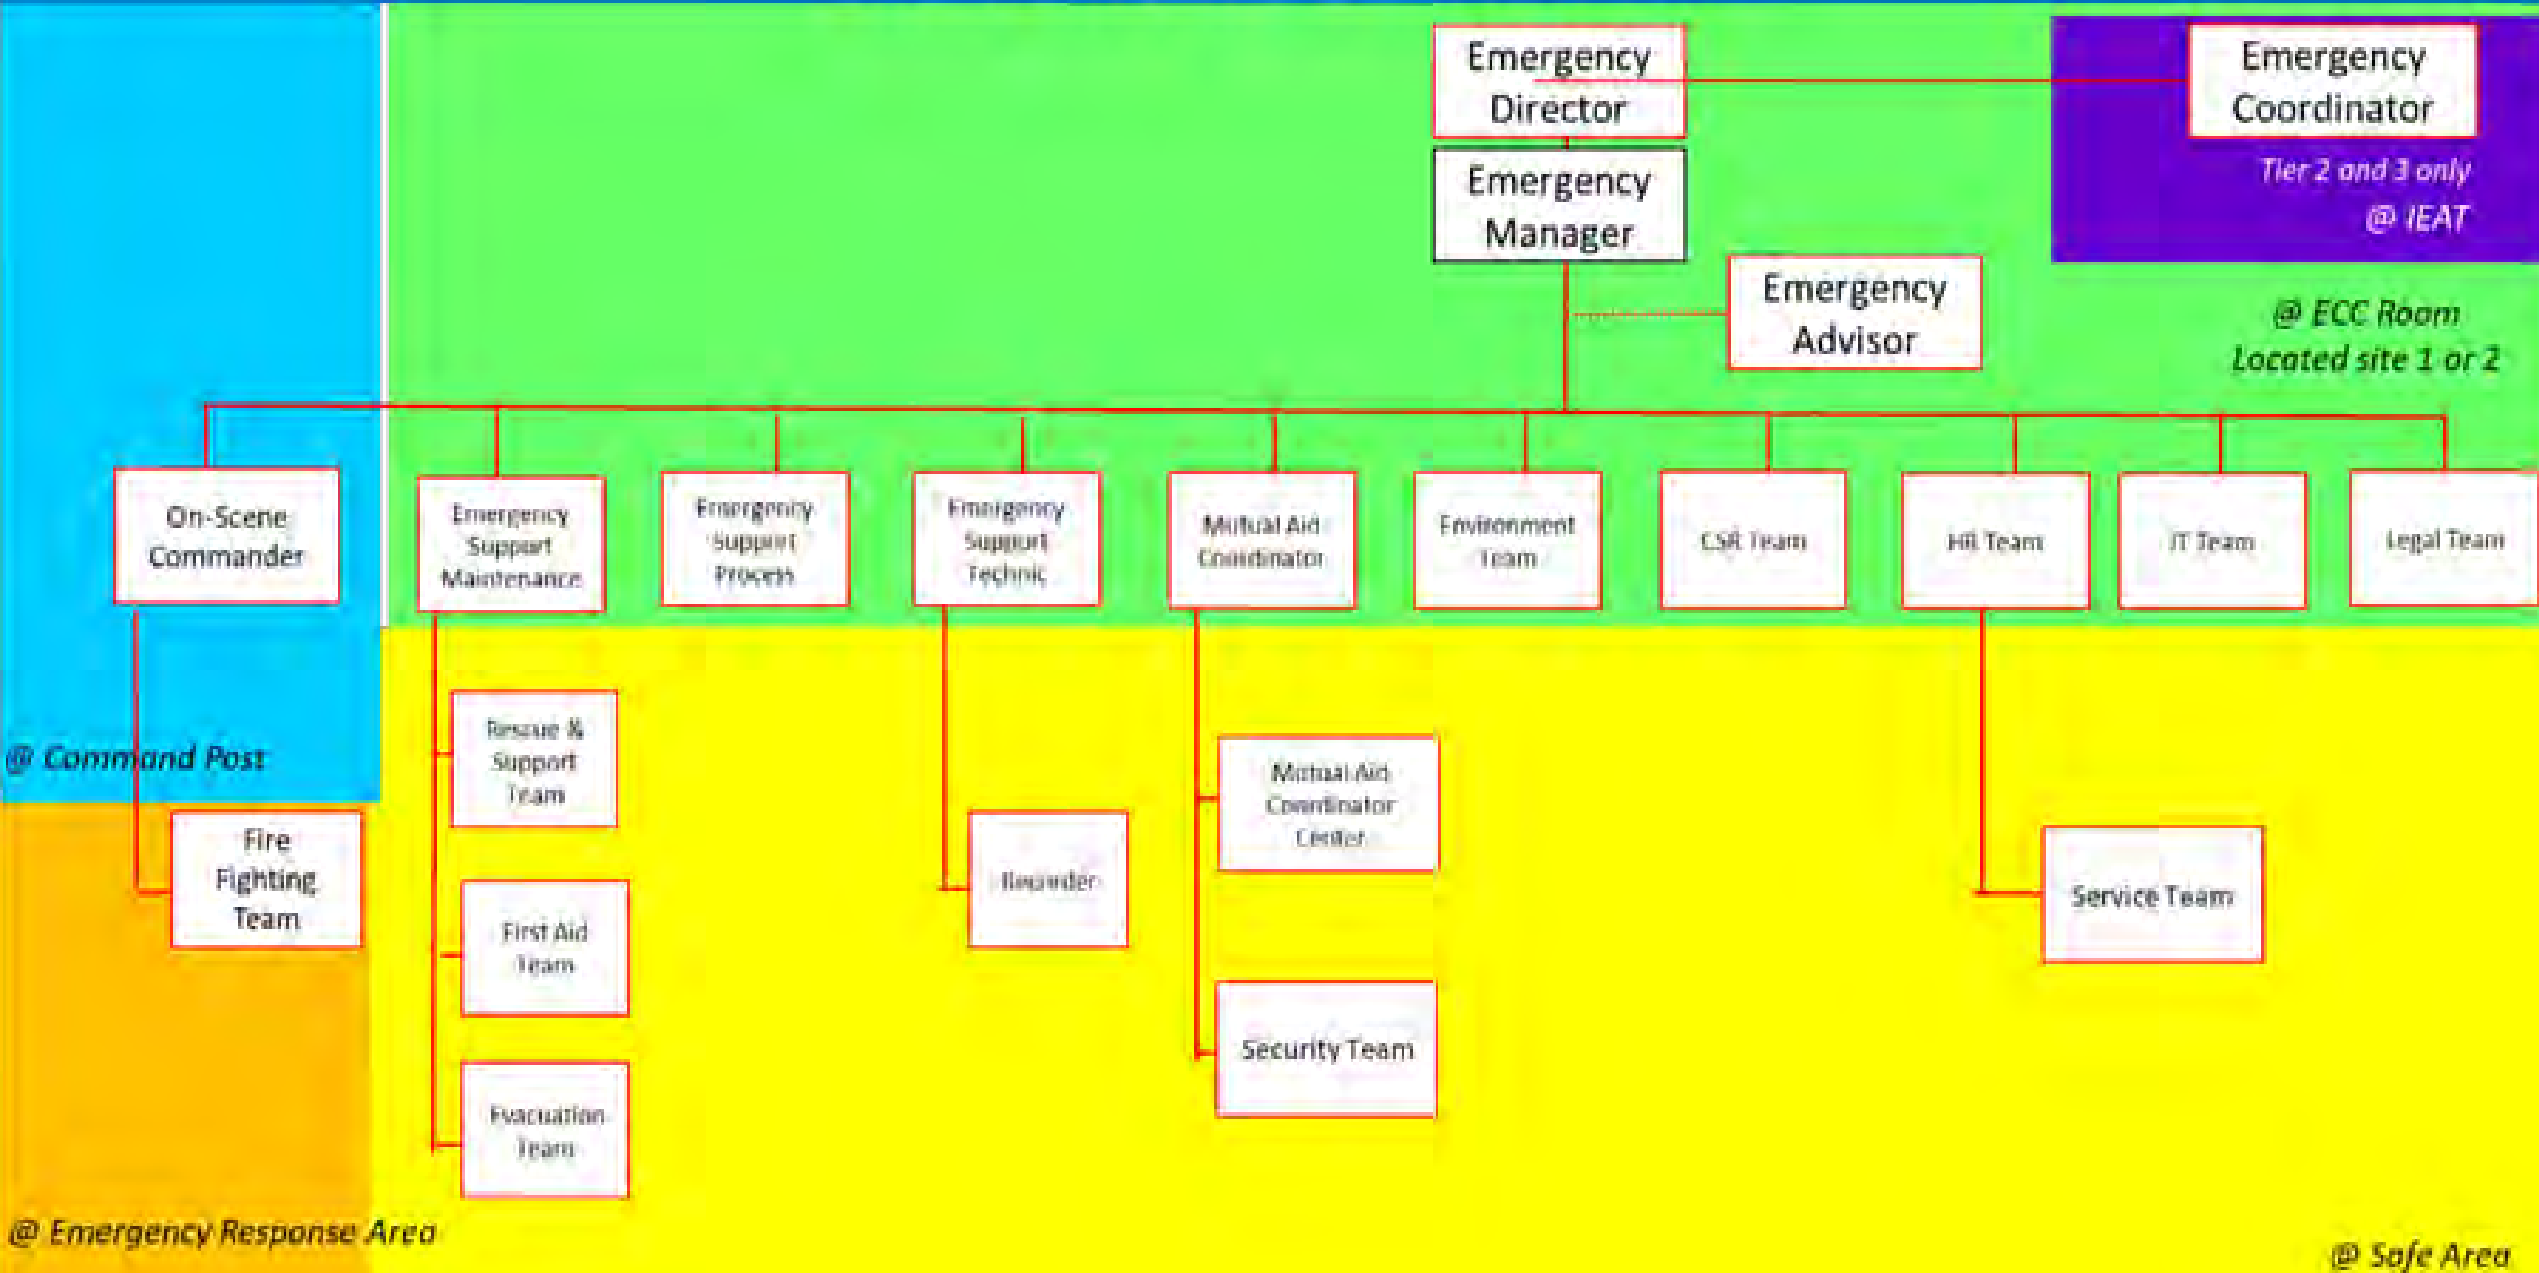 Emergency
Director
Emergency
Coordinator
Tier 2 and 3 only
@ IEAT
Emergency
Manager
Emergency
Advisor
@ ECC Room
Located site 1 or 2
On-Scene
Commander
Emergency
Support
Maintenance
Emergency
Support
Process
Emergency
Support
Technic
Mutual Aid
Coordinator
Environment
Team
CSR Team
HR Team
IT Team
Legal Team
@ Command Post
Rescue &
Support
Team
Mutual Aid
Coordinator
Center
Fire
Fighting
Team
Recorder
Service Team
First Aid
Team
Security Team
Evacuation
Team
@ Emergency Response Area
@ Safe Area